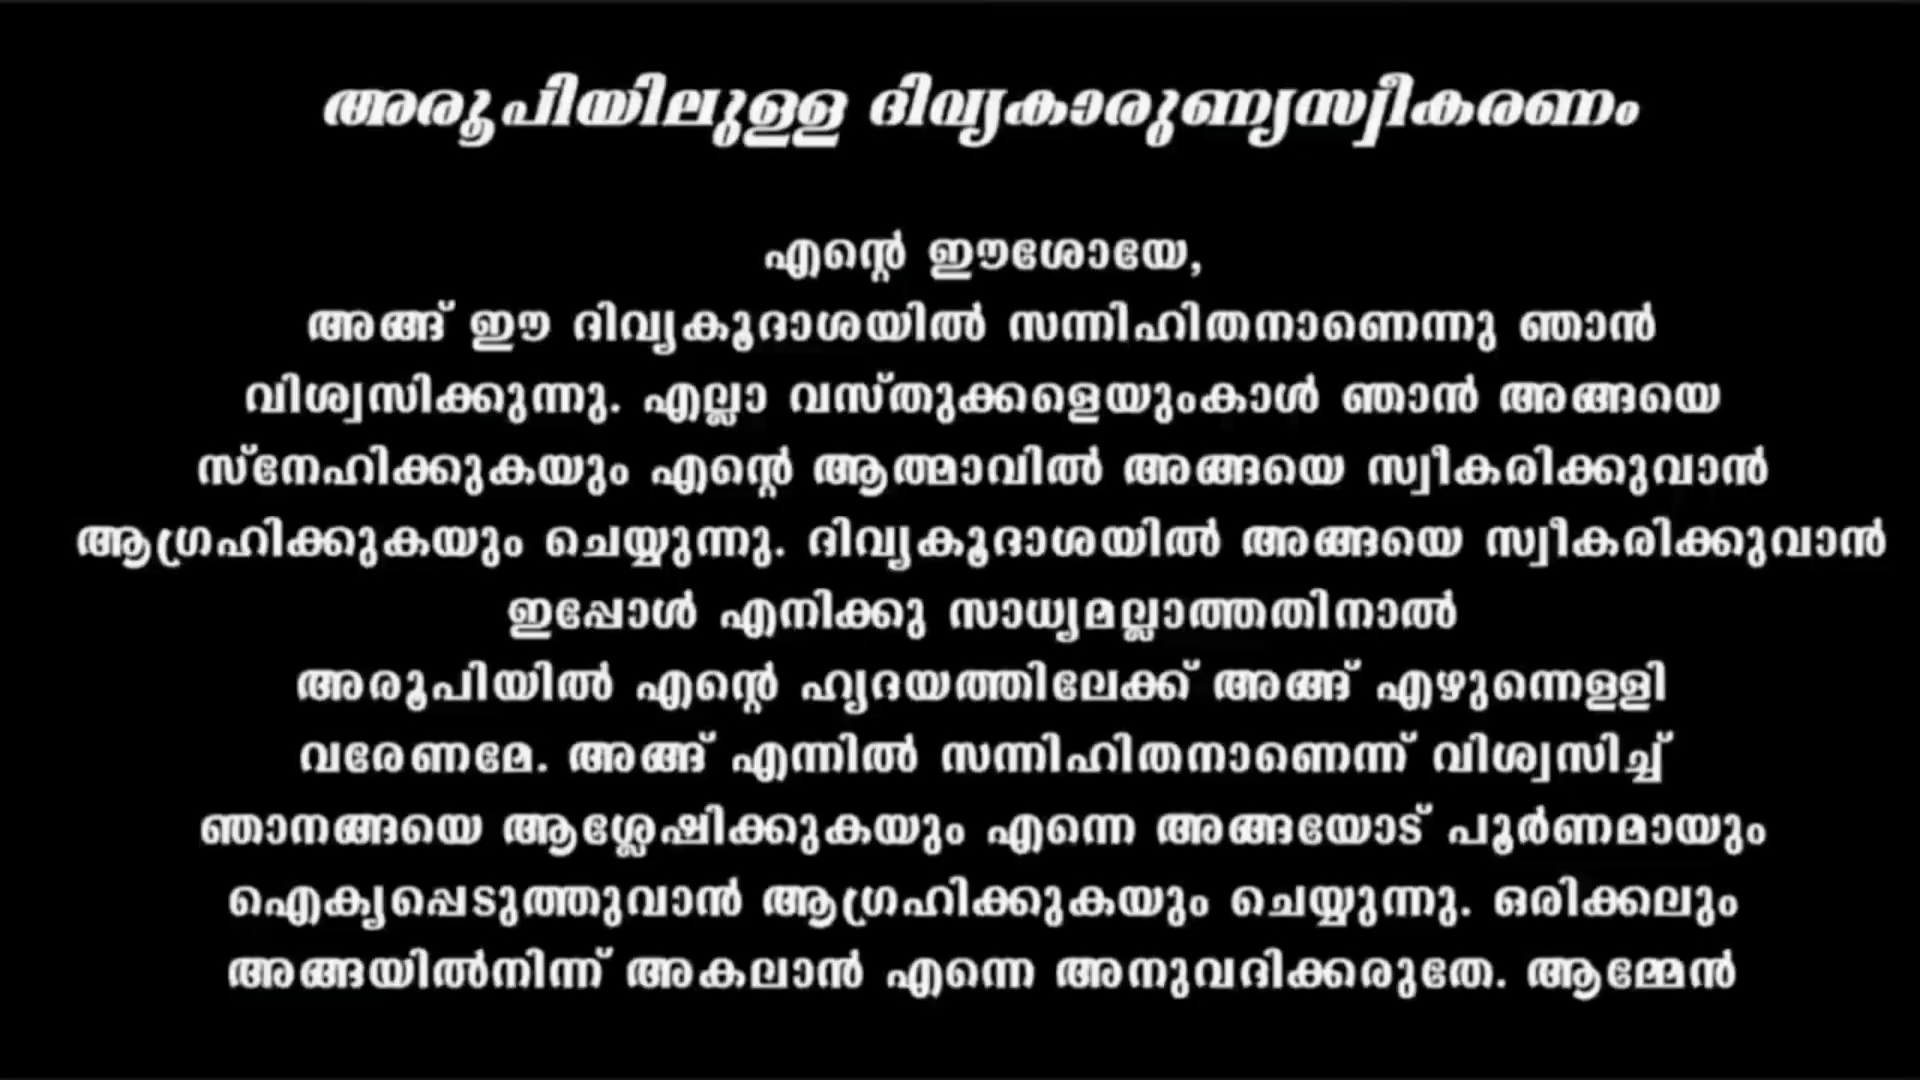 അരൂപിയിലുള്ള ദിവ്യകാരുണ്യസ്വീകരണം
എന്റെ ഈശോയേ,
അങ്ങ് ഈ ദിവ്യകൂദാശയിൽ സന്നിഹിതനാണെന്നു ഞാൻ
വിശ്വസിക്കുന്നു. എല്ലാ വസ്തുക്കളെയുംകാൾ ഞാൻ അങ്ങയെ
സ്നേഹിക്കുകയും എന്റെ ആത്മാവിൽ അങ്ങയെ സ്വീകരിക്കുവാൻ
ആഗ്രഹിക്കുകയും ചെയ്യുന്നു. ദിവ്യകൂദാശയിൽ അങ്ങയെ സ്വീകരിക്കുവാൻ
ഇപ്പോൾ എനിക്കു സാധ്യമല്ലാത്തതിനാൽ
അരൂപിയിൽ എന്റെ ഹൃദയത്തിലേക്ക് അങ്ങ് എഴുന്നെള്ളി
വരേണമേ. അങ്ങ് എന്നിൽ സന്നിഹിതനാണെന്ന് വിശ്വസിച്ച്
ഞാനങ്ങയെ ആശ്ലേഷിക്കുകയും എന്നെ അങ്ങയോട് പൂർണമായും
ഐക്യപ്പെടുത്തുവാൻ ആഗ്രഹിക്കുകയും ചെയ്യുന്നു. ഒരിക്കലും
അങ്ങയിൽനിന്ന് അകലാൻ എന്നെ അനുവദിക്കരുതേ. ആമ്മേൻ